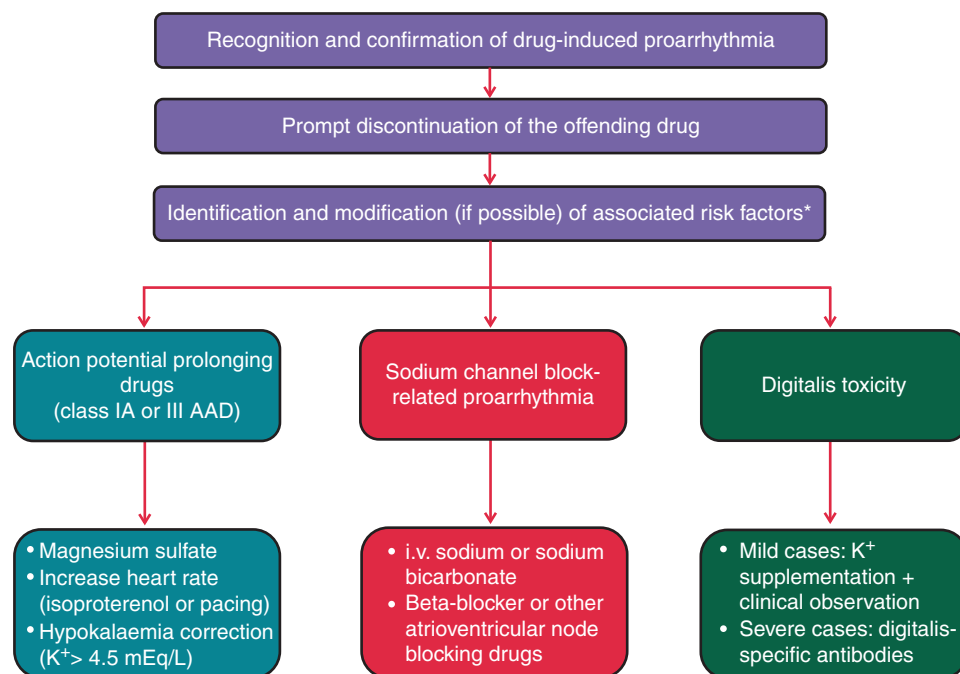 Recognition and confirmation of drug-induced proarrhythmia
Prompt discontinuation of the offending drug
Identification and modification (if possible) of associated risk factors*
Action potential prolonging
drugs
(class IA or III AAD)
Sodium channel block-
related proarrhythmia
Digitalis toxicity
• Magnesium sulfate
• Increase heart rate
(isoproterenol or pacing)
• Hypokalaemia correction
(K⁺> 4.5 mEq/L)
• i.v. sodium or sodium
bicarbonate
• Beta-blocker or other
atrioventricular node
blocking drugs
• Mild cases: K⁺
supplementation +
clinical observation
• Severe cases: digitalis-
specific antibodies